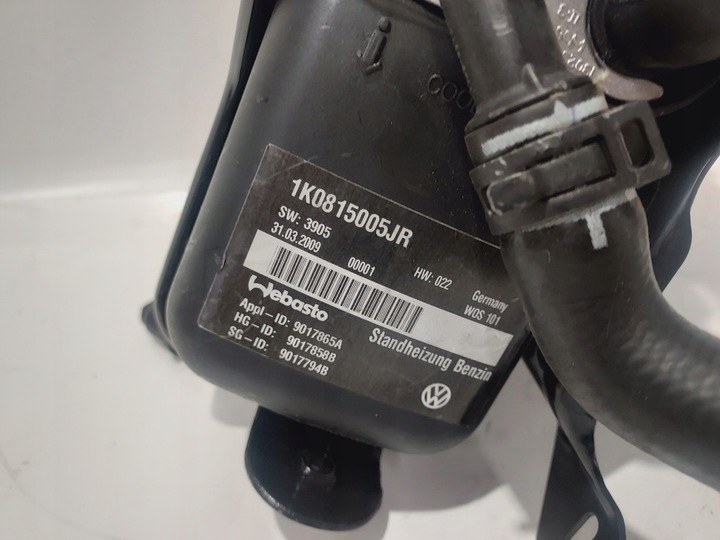 1K0815005JR
SW: 3905
31.03.2009 00001 HW: 022 Germany
WOS 101
Webasto
Standheizung Benzin
Appl-ID: 9017865A
HG-ID: 9017858B
SG-ID: 9017794B
VW